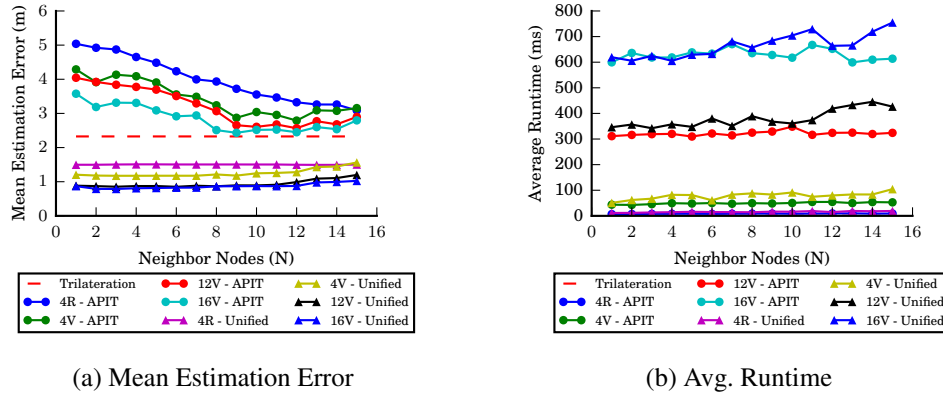 Mean Estimation Error (m)
6
5
4
3
2
1
0
0 2 4 6 8 10 12 14 16
Neighbor Nodes (N)
Trilateration
4R - APIT
4V - APIT
12V - APIT
16V - APIT
4R - Unified
4V - Unified
12V - Unified
16V - Unified
(a) Mean Estimation Error
Average Runtime (ms)
800
700
600
500
400
300
200
100
0
0 2 4 6 8 10 12 14 16
Neighbor Nodes (N)
Trilateration
4R - APIT
4V - APIT
12V - APIT
16V - APIT
4R - Unified
4V - Unified
12V - Unified
16V - Unified
(b) Avg. Runtime